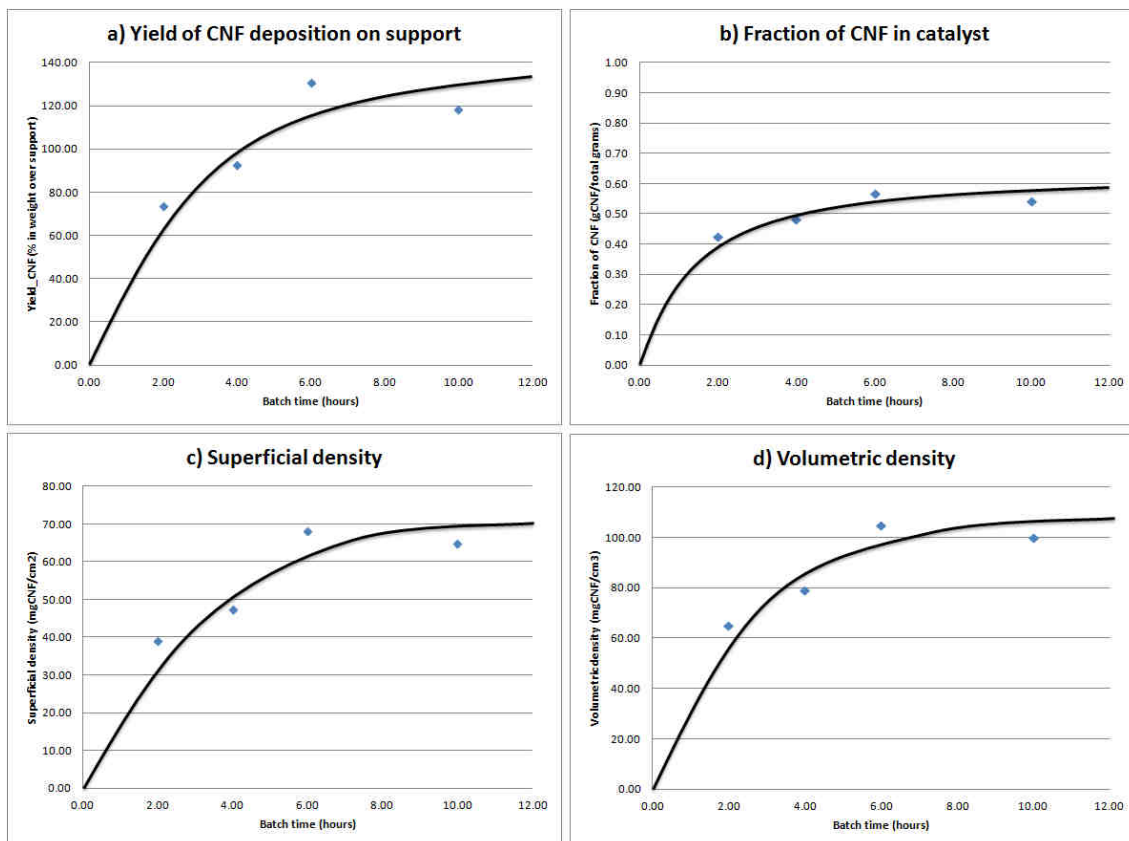 a) Yield of CNF deposition on support
Yield_CNF (% in weight over support)
140.00
120.00
100.00
80.00
60.00
40.00
20.00
0.00
0.00 2.00 4.00 6.00 8.00 10.00 12.00
Batch time (hours)
b) Fraction of CNF in catalyst
Fraction of CNF (gCNF/total grams)
1.00
0.90
0.80
0.70
0.60
0.50
0.40
0.30
0.20
0.10
0.00
0.00 2.00 4.00 6.00 8.00 10.00 12.00
Batch time (hours)
c) Superficial density
Superficial density (mgCNF/cm2)
80.00
70.00
60.00
50.00
40.00
30.00
20.00
10.00
0.00
0.00 2.00 4.00 6.00 8.00 10.00 12.00
Batch time (hours)
d) Volumetric density
Volumetric density (mgCNF/cm3)
120.00
100.00
80.00
60.00
40.00
20.00
0.00
0.00 2.00 4.00 6.00 8.00 10.00 12.00
Batch time (hours)